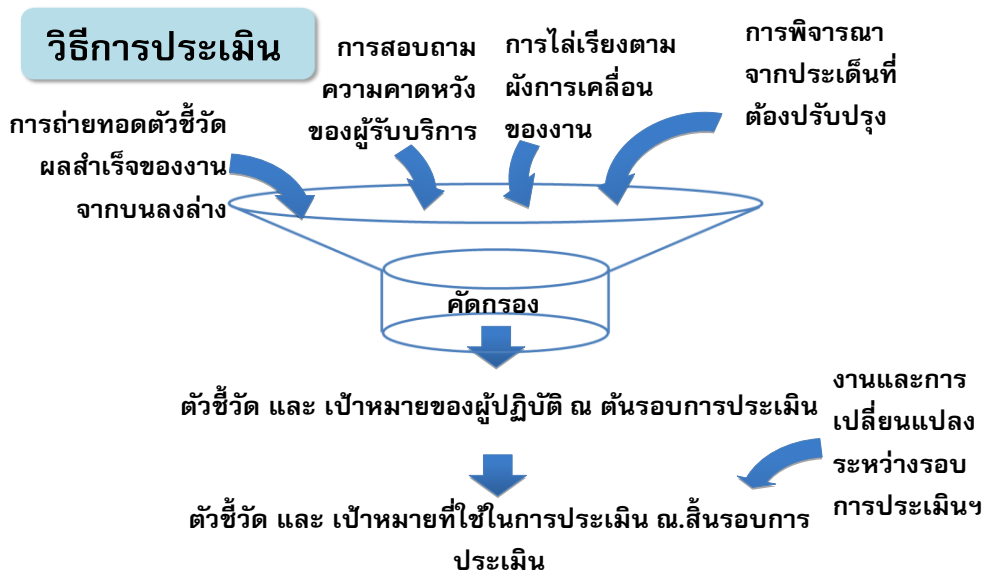 วิธีการประเมิน
การถ่ายทอดตัวชี้วัด
ผลสำเร็จของงาน
จากบนลงล่าง
การสอบถาม
ความคาดหวัง
ของผู้รับบริการ
การไล่เรียงตาม
ผังการเคลื่อน
ของงาน
การพิจารณา
จากประเด็นที่
ต้องปรับปรุง
คัดกรอง
ตัวชี้วัด และ เป้าหมายของผู้ปฏิบัติ ณ ต้นรอบการประเมิน
งานและการ
เปลี่ยนแปลง
ระหว่างรอบ
การประเมินฯ
ตัวชี้วัด และ เป้าหมายที่ใช้ในการประเมิน ณ.สิ้นรอบการ
ประเมิน